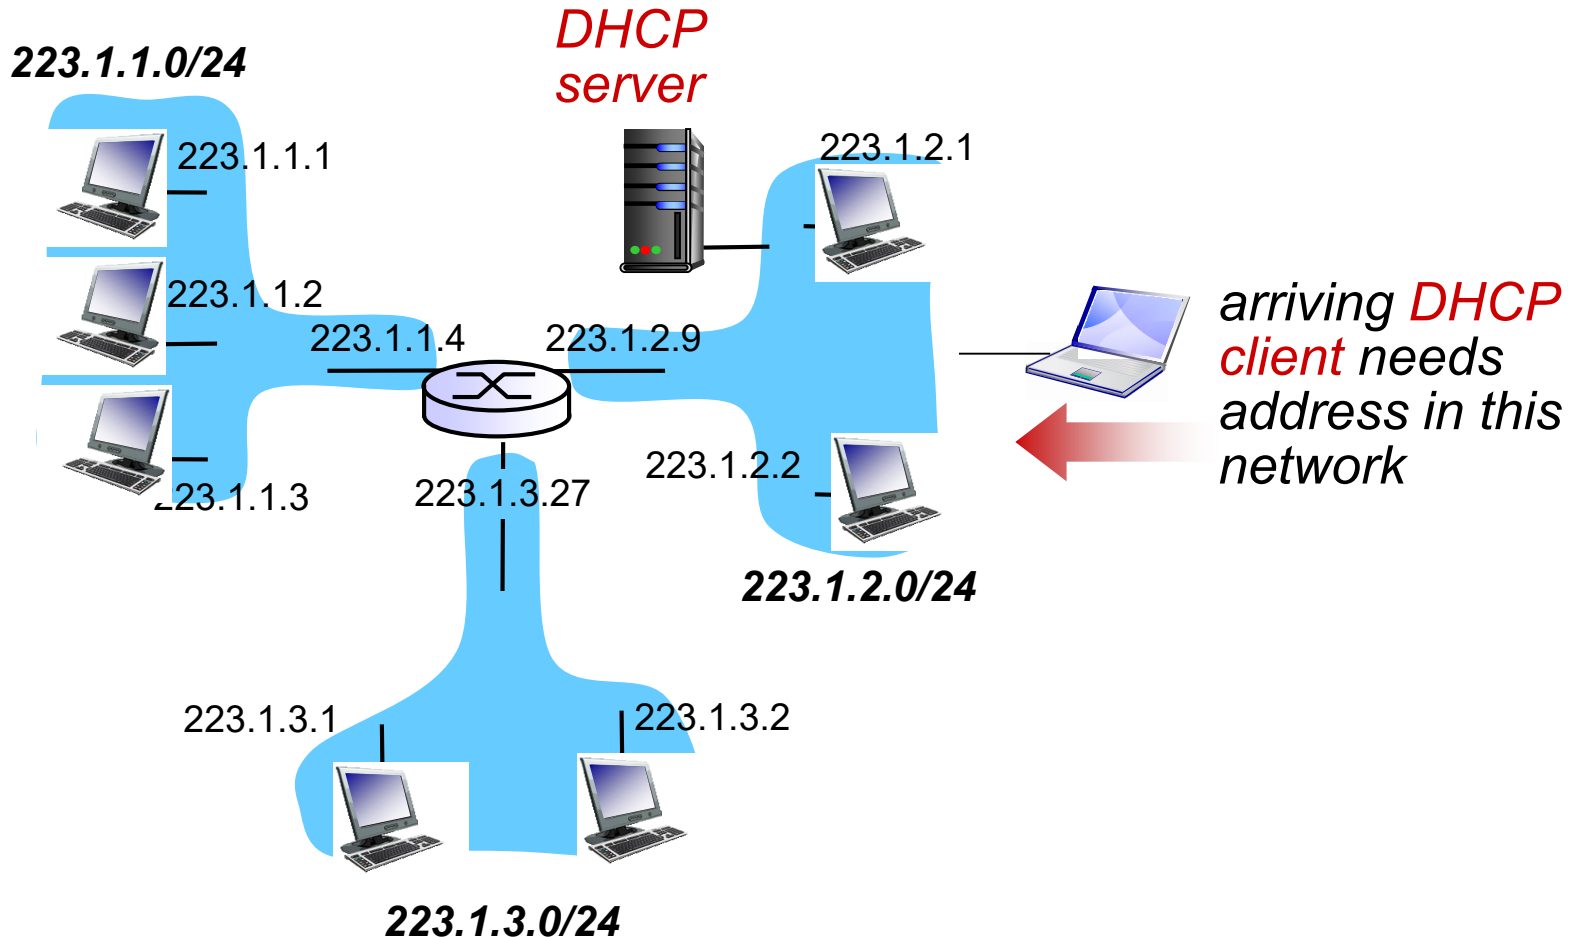 DHCP
server
223.1.1.0/24
223.1.1.1
223.1.2.1
223.1.1.2
arriving DHCP
client needs
address in this
network
223.1.1.4
223.1.2.9
223.1.2.2
223.1.1.3
223.1.3.27
223.1.2.0/24
223.1.3.1
223.1.3.2
223.1.3.0/24